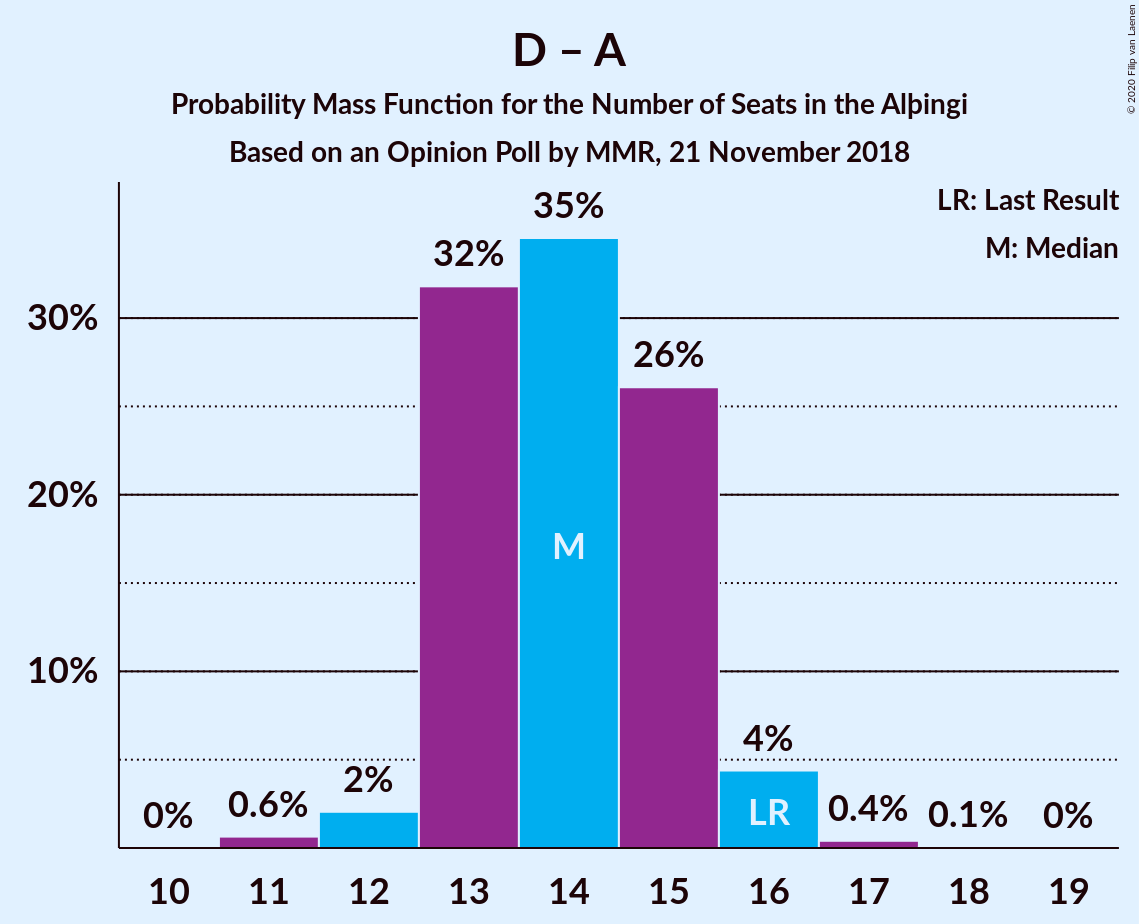 D – A
Probability Mass Function for the Number of Seats in the Alþingi
Based on an Opinion Poll by MMR, 21 November 2018
© 2020 Filip van Laenen
LR: Last Result
M: Median
30%
20%
10%
0%
0.6%
2%
32%
35%
26%
4%
0.4%
0.1%
0%
M
LR
10 11 12 13 14 15 16 17 18 19